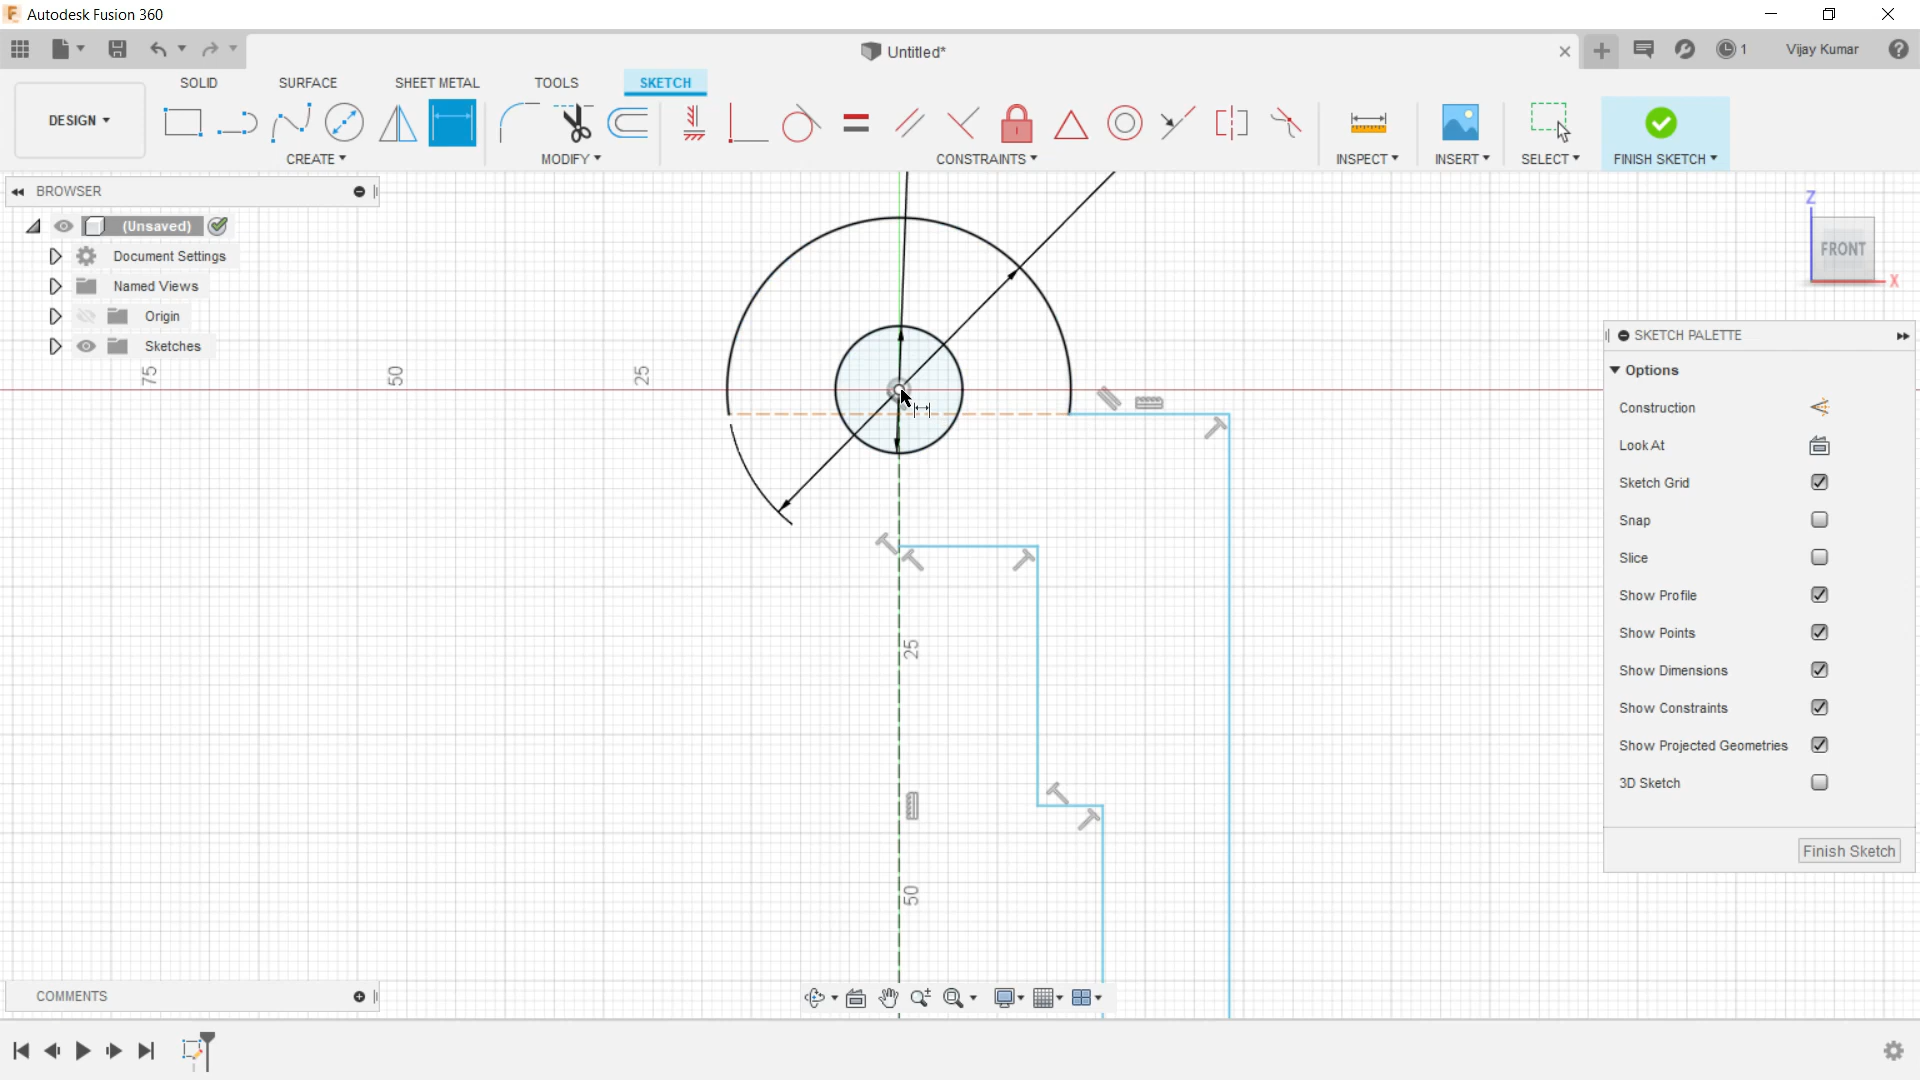 Autodesk Fusion 360
Untitled*
1
Vijay Kumar
SOLID
SURFACE
SHEET METAL
TOOLS
SKETCH
DESIGN
CREATE
MODIFY
CONSTRAINTS
INSPECT
INSERT
SELECT
FINISH SKETCH
BROWSER
(Unsaved)
Document Settings
Named Views
Origin
Sketches
75
50
25
25
50
Z
FRONT
X
SKETCH PALETTE
Options
Construction
Look At
Sketch Grid
Snap
Slice
Show Profile
Show Points
Show Dimensions
Show Constraints
Show Projected Geometries
3D Sketch
Finish Sketch
COMMENTS